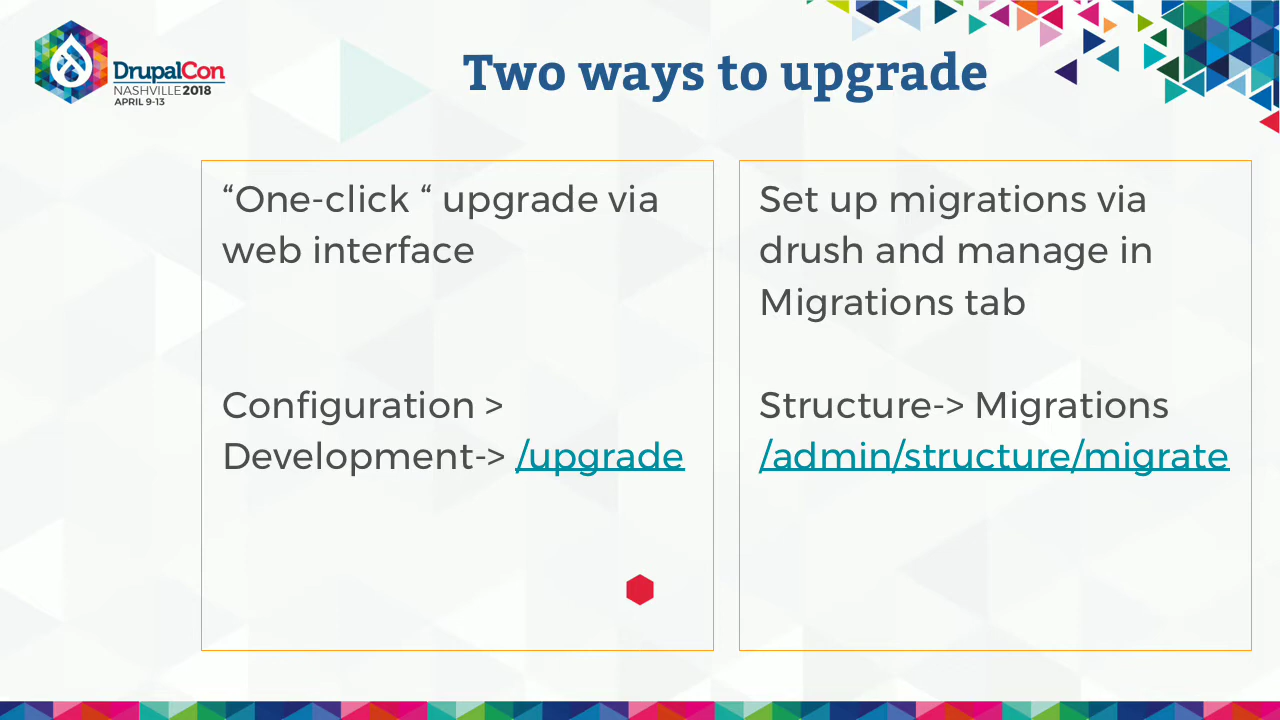 DrupalCon
NASHVILLE 2018
APRIL 9-13
Two ways to upgrade
“One-click “ upgrade via
web interface
Configuration >
Development-> /upgrade
Set up migrations via
drush and manage in
Migrations tab
Structure-> Migrations
/admin/structure/migrate